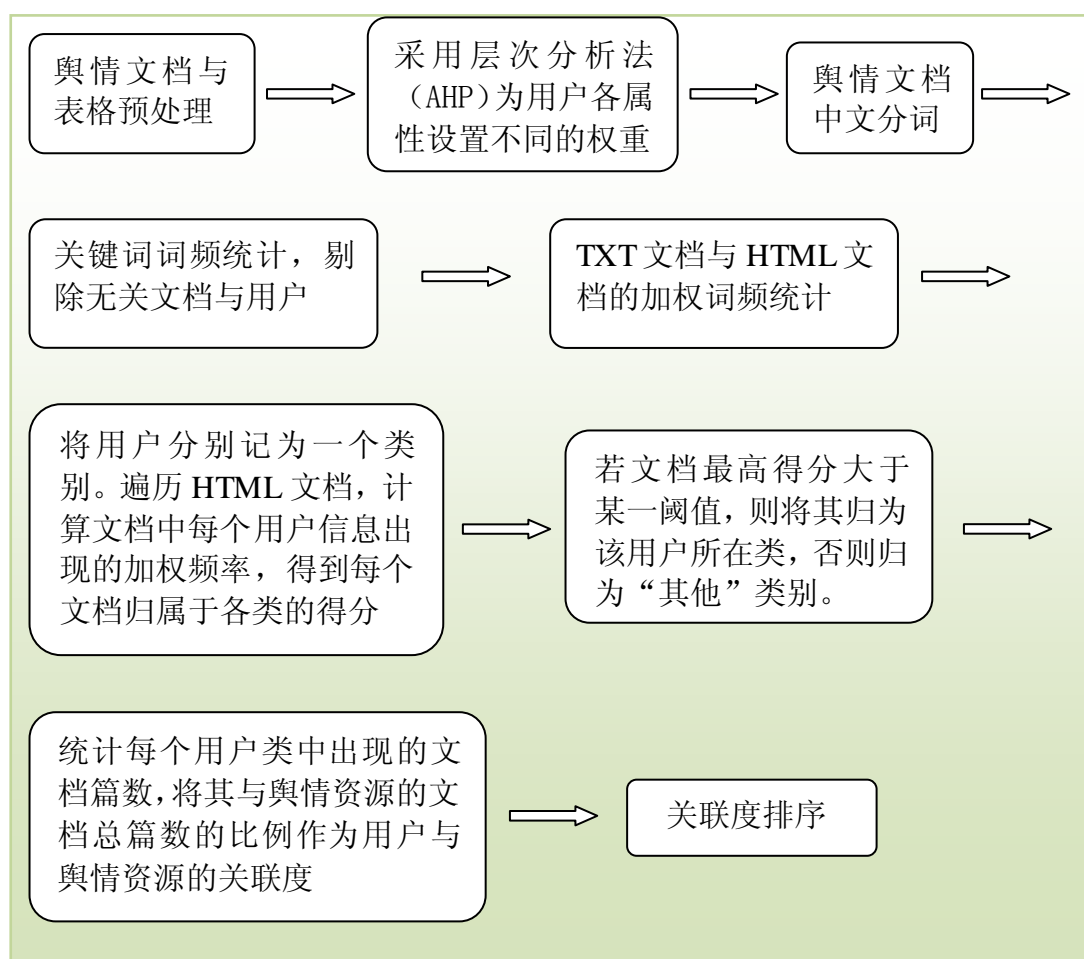 舆情文档与
表格预处理
采用层次分析法
（AHP）为用户各属
性设置不同的权重
舆情文档
中文分词
关键词词频统计，剔
除无关文档与用户
TXT 文档与 HTML 文
档的加权词频统计
将用户分别记为一个类
别。遍历 HTML 文档，计
算文档中每个用户信息出
现的加权频率，得到每个
文档归属于各类的得分
若文档最高得分大于
某一阈值，则将其归为
该用户所在类，否则归
为“其他”类别。
统计每个用户类中出现的文
档篇数，将其与舆情资源的文
档总篇数的比例作为用户与
舆情资源的关联度
关联度排序